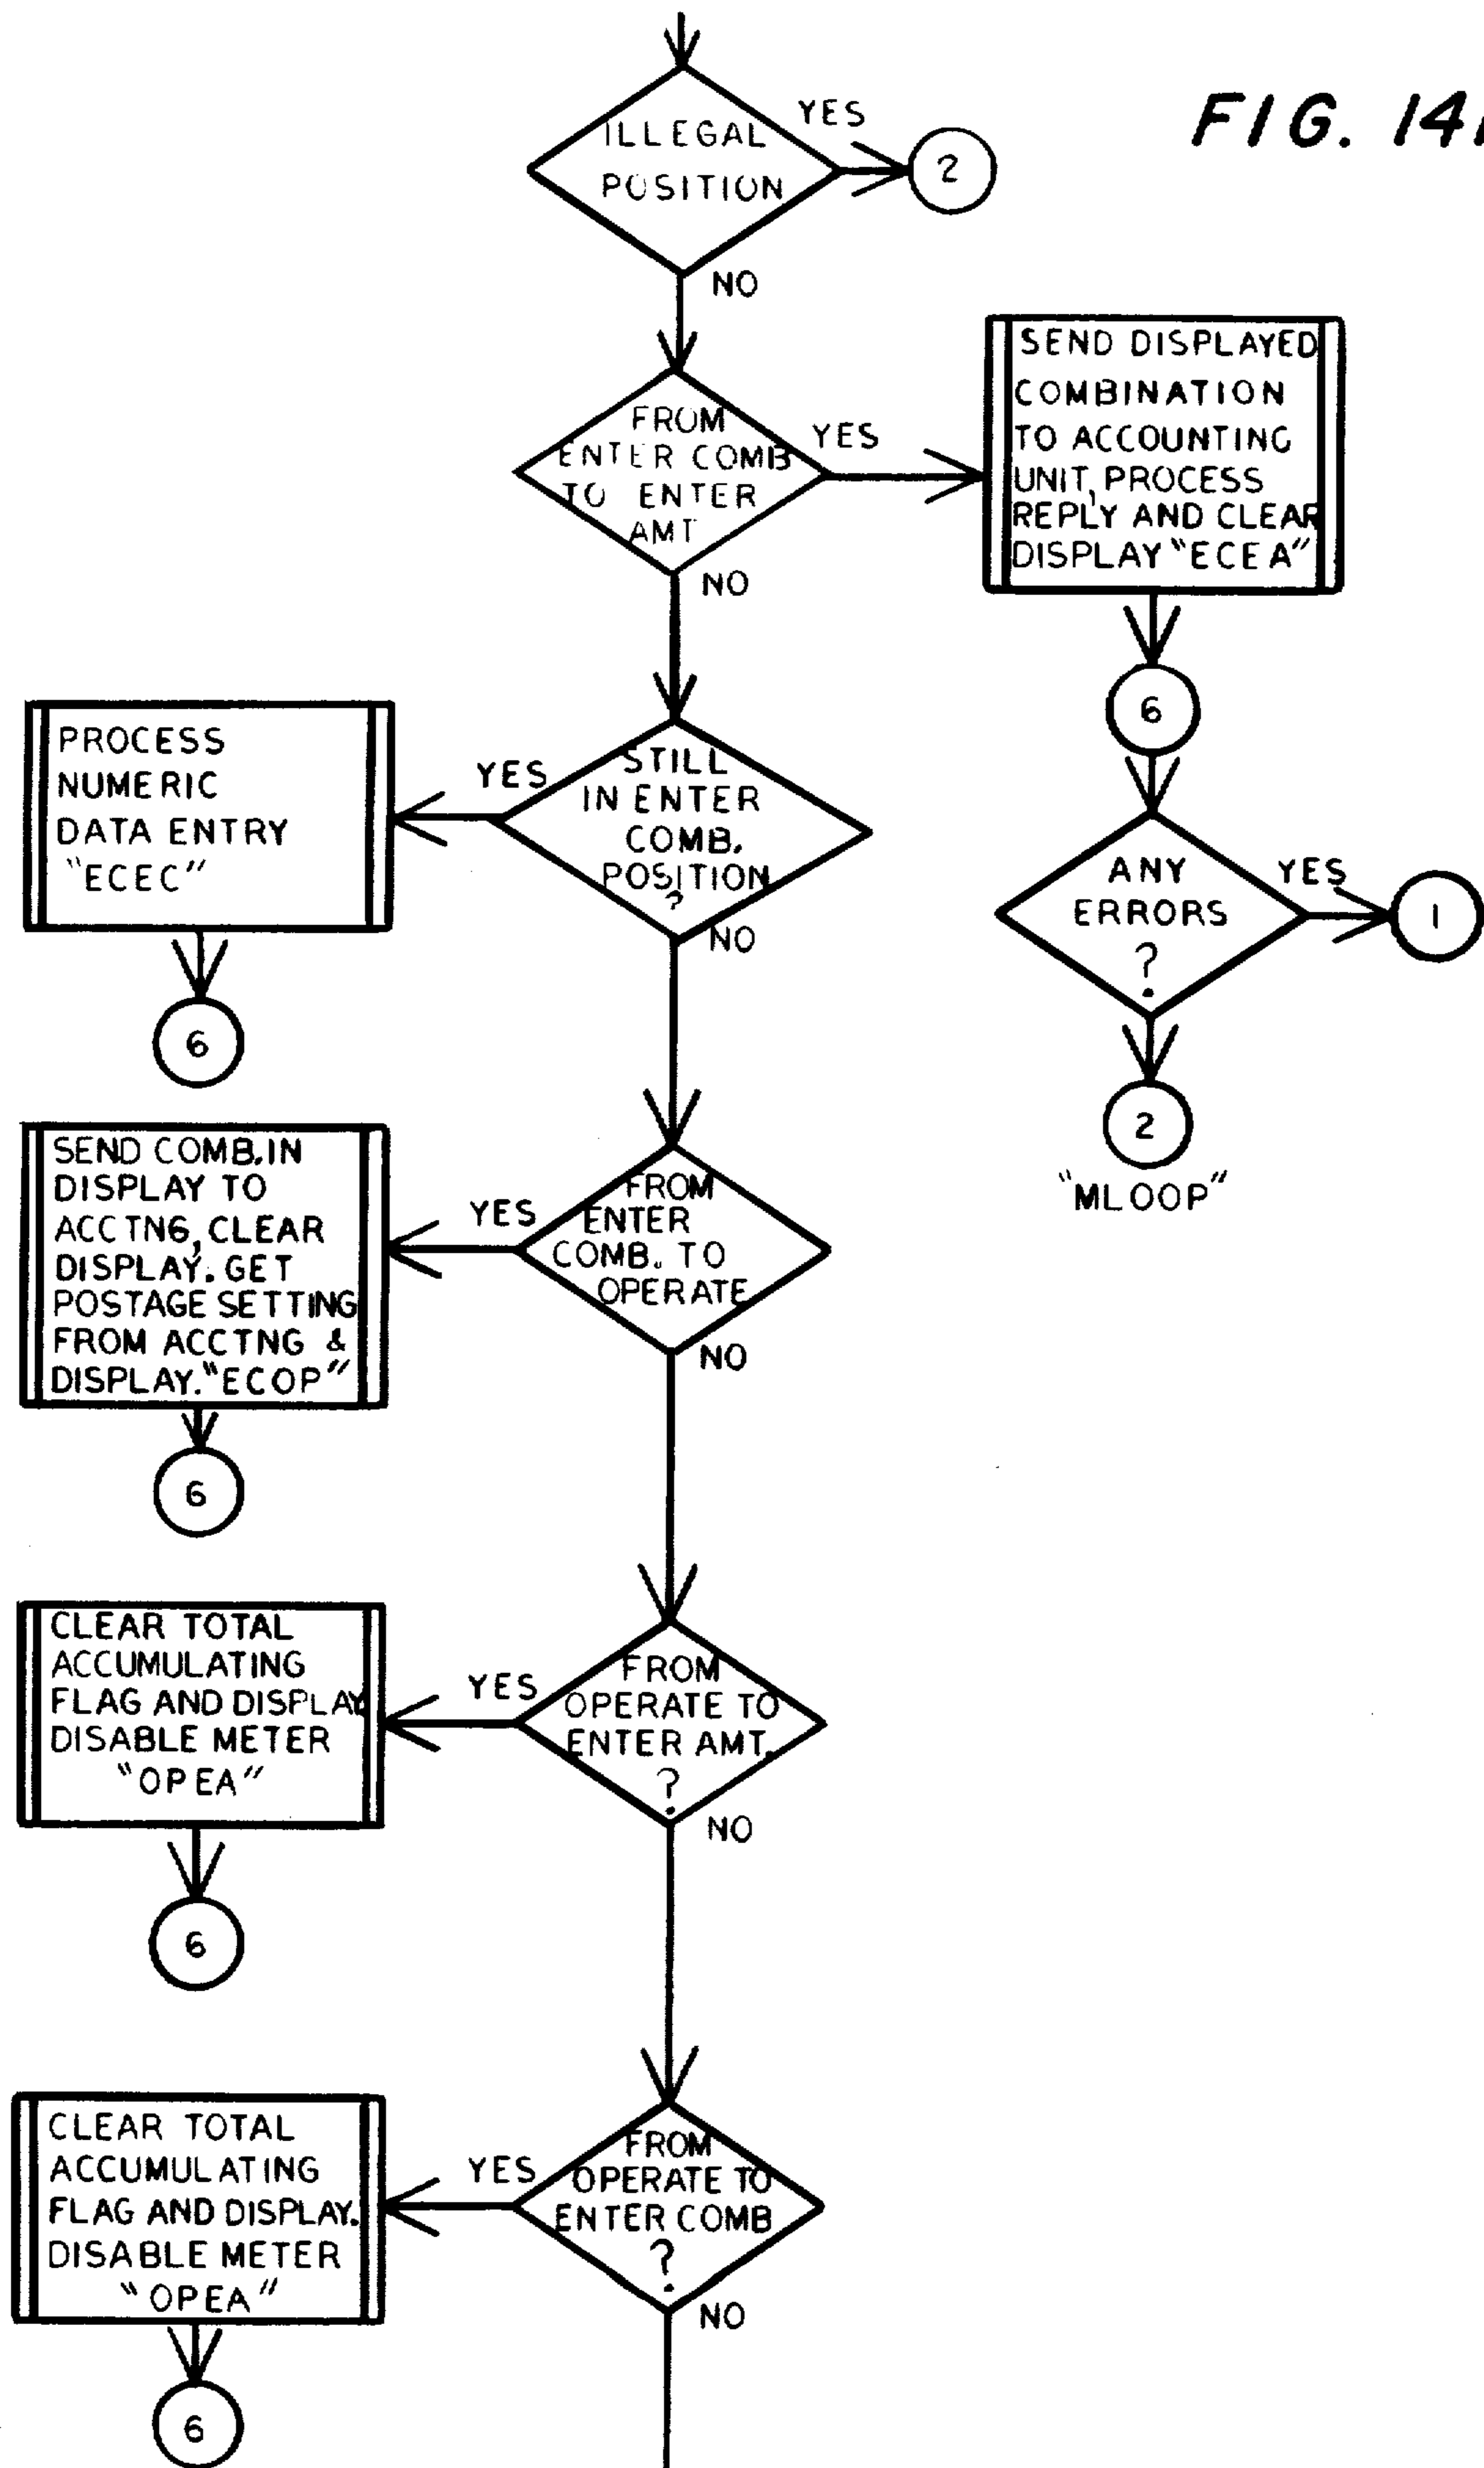 FIG. 14
ILLEGAL
POSITION
YES
2
NO
FROM
ENTER COMB
TO ENTER
AMT
YES
NO
SEND DISPLAYED
COMBINATION
TO ACCOUNTING
UNIT, PROCESS
REPLY AND CLEAR
DISPLAY "ECEA"
6
ANY
ERRORS
?
YES
1
2
"MLOOP"
STILL
IN ENTER
COMB.
POSITION
?
YES
NO
PROCESS
NUMERIC
DATA ENTRY
"ECEC"
6
FROM
ENTER
COMB. TO
OPERATE
YES
NO
SEND COMB. IN
DISPLAY TO
ACCTNG, CLEAR
DISPLAY. GET
POSTAGE SETTING
FROM ACCTNG &
DISPLAY. "ECOP"
6
FROM
OPERATE TO
ENTER AMT.
?
YES
NO
CLEAR TOTAL
ACCUMULATING
FLAG AND DISPLAY
DISABLE METER
"OPEA"
6
FROM
OPERATE TO
ENTER COMB
?
YES
NO
CLEAR TOTAL
ACCUMULATING
FLAG AND DISPLAY.
DISABLE METER
"OPEA"
6